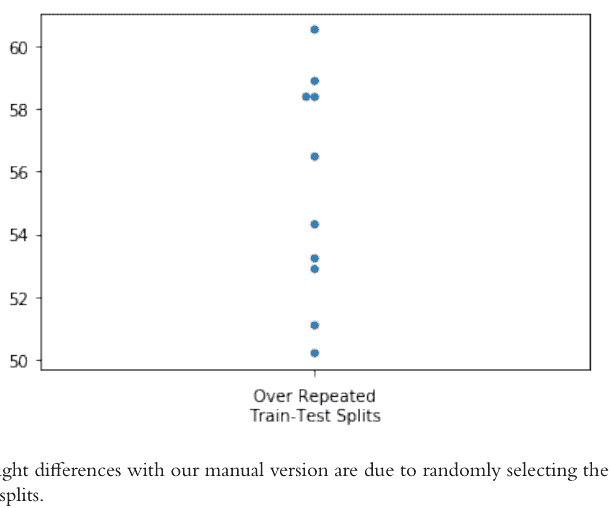 60
58
56
54
52
50
Over Repeated
Train-Test Splits
ght differences with our manual version are due to randomly selecting the
splits.